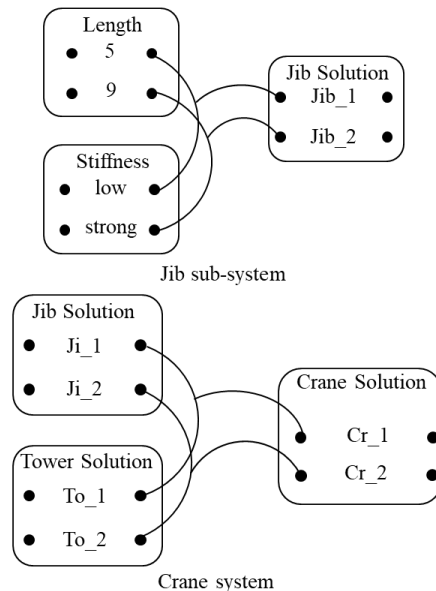 Length
5
9
Jib Solution
Jib_1
Jib_2
Stiffness
low
strong
Jib sub-system
Jib Solution
Ji_1
Ji_2
Crane Solution
Cr_1
Cr_2
Tower Solution
To_1
To_2
Crane system